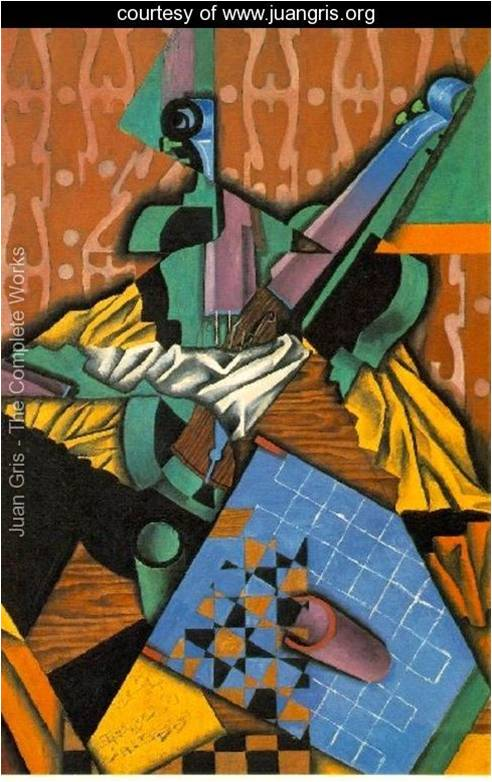 courtesy of www.juangris.org
Juan Gris - The Complete Works